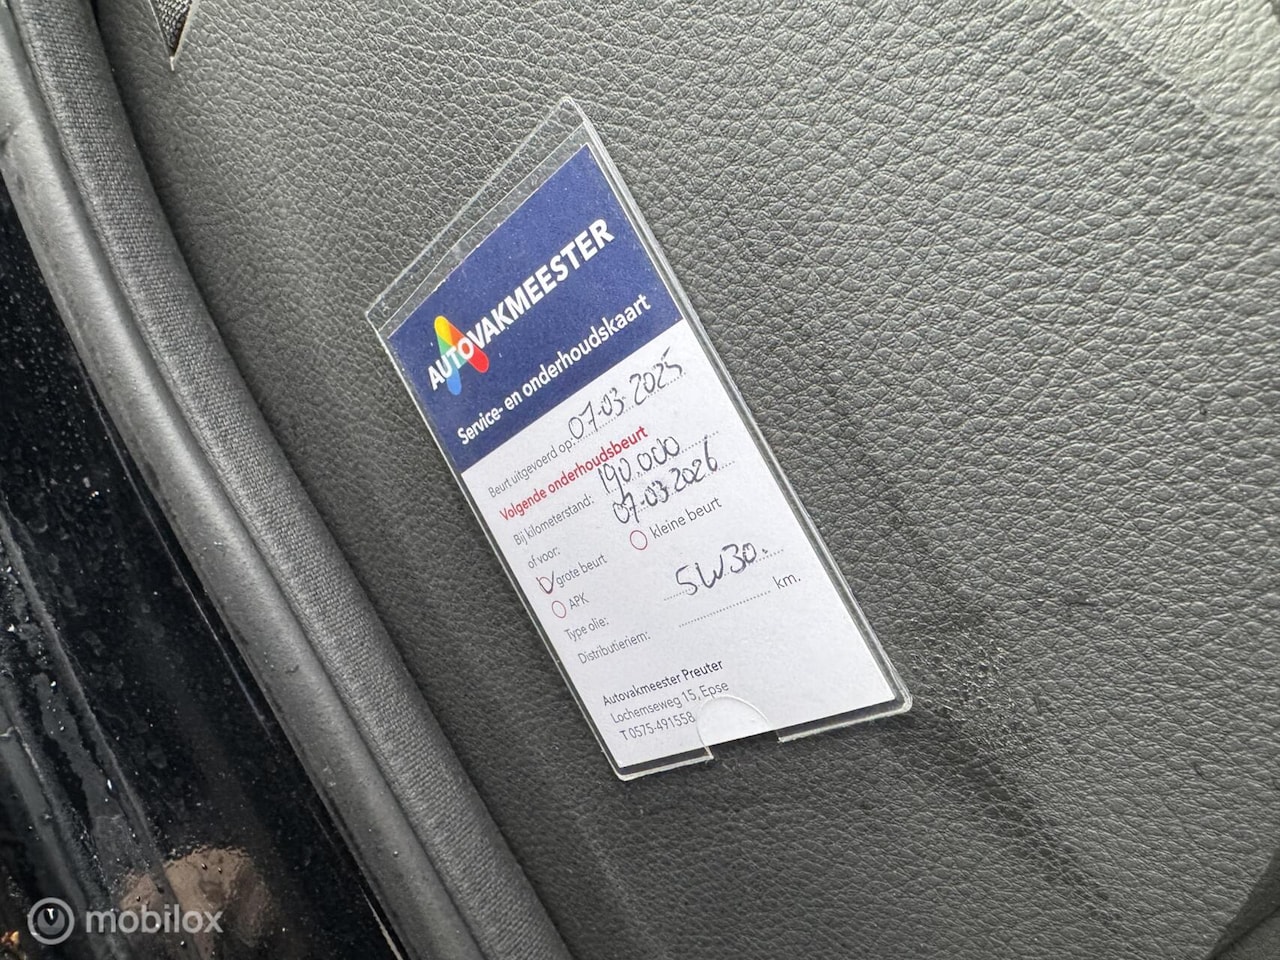 AUTOVAKMEESTER
Service- en onderhoudskaart
Beurt uitgevoerd op: 07-03-2025
Volgende onderhoudsbeurt
Bij kilometerstand: 190.000
of voor: 07-03-2026
grote beurt kleine beurt
APK
Type olie: 5W30.
Distributieriem: km.
Autovakmeester Preuter
Lochemseweg 15, Epse
T 0575-491558
mobilox